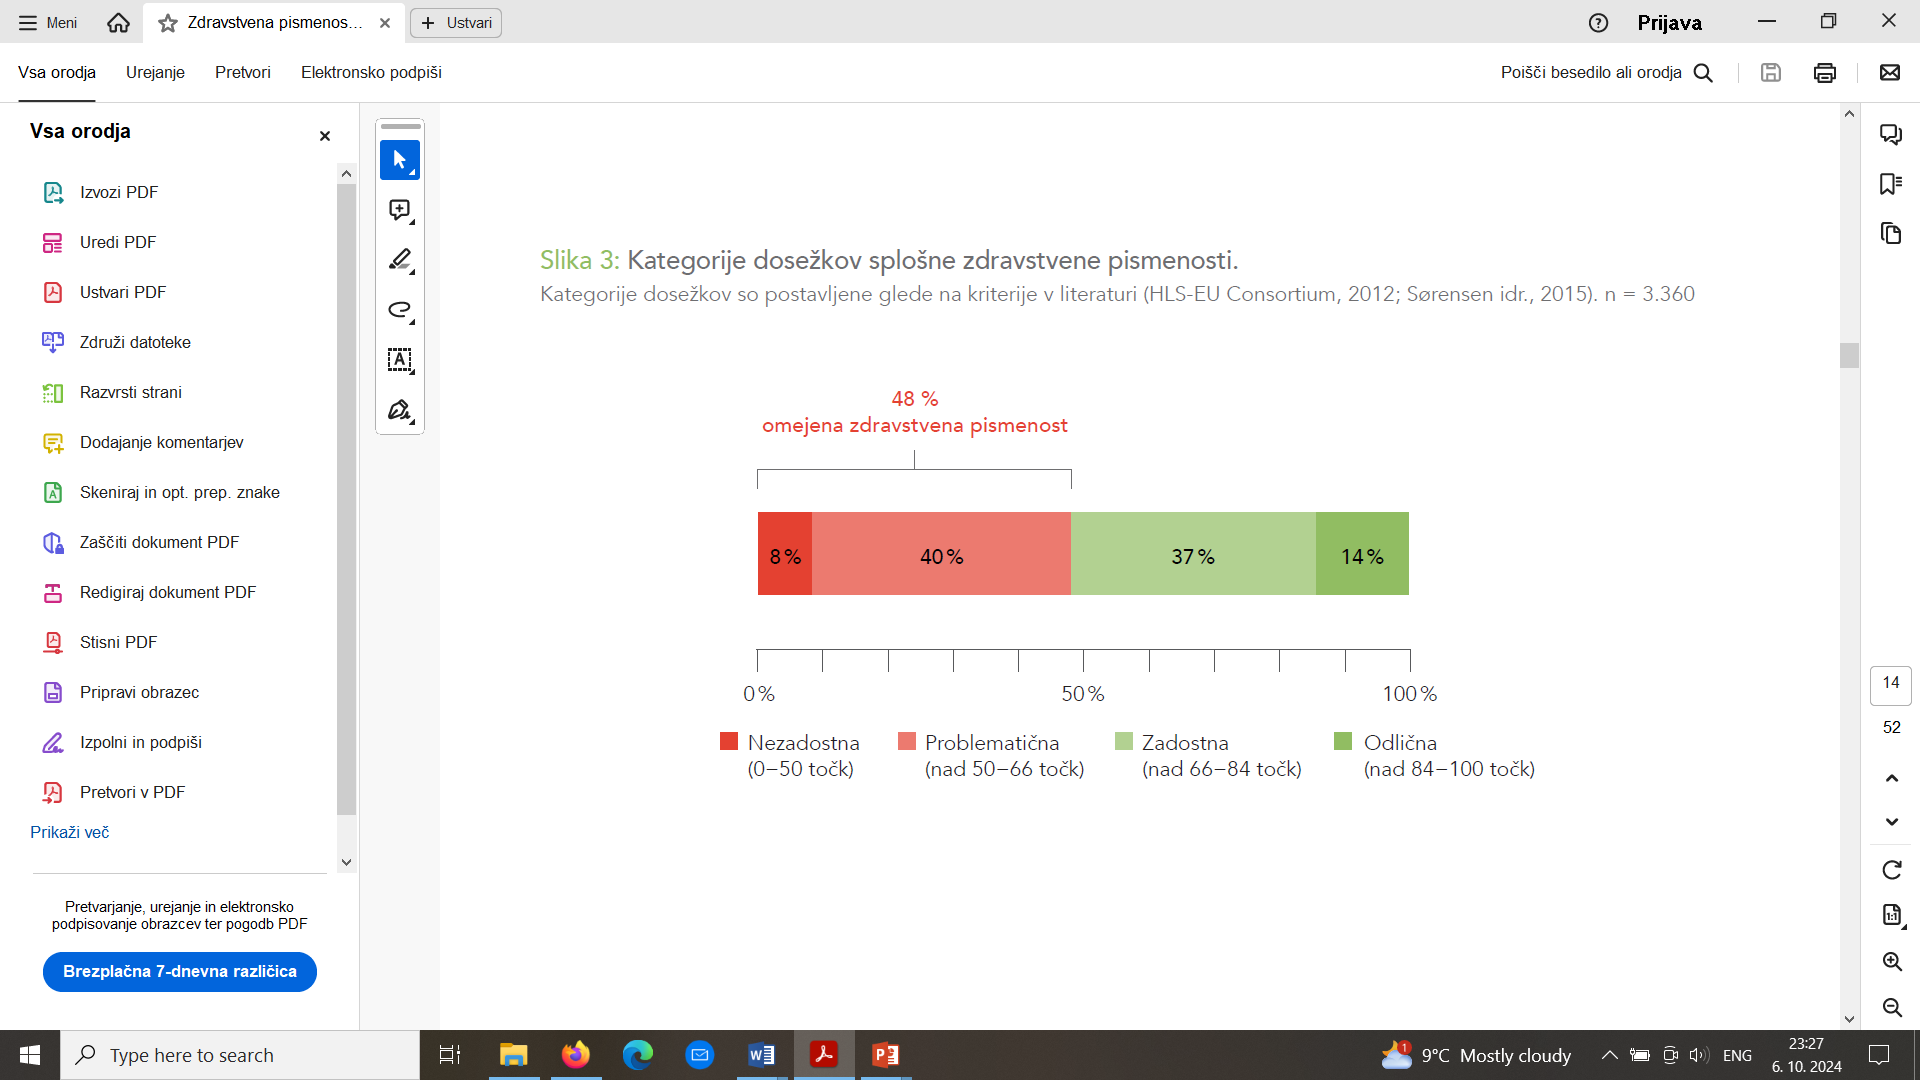 Meni
Zdravstvena pismenos...
Ustvari
Prijava
Vsa orodja
Urejanje
Pretvori
Elektronsko podpiši
Poišči besedilo ali orodja
Vsa orodja
Izvozi PDF
Uredi PDF
Ustvari PDF
Združi datoteke
Razvrsti strani
Dodajanje komentarjev
Skeniraj in opt. prep. znake
Zaščiti dokument PDF
Redigiraj dokument PDF
Stisni PDF
Pripravi obrazec
Izpolni in podpiši
Pretvori v PDF
Prikaži več
Pretvarjanje, urejanje in elektronsko
podpisovanje obrazcev ter pogodb PDF
Brezplačna 7-dnevna različica
Slika 3: Kategorije dosežkov splošne zdravstvene pismenosti.
Kategorije dosežkov so postavljene glede na kriterije v literaturi (HLS-EU Consortium, 2012; Sørensen idr., 2015). n = 3.360
48 %
omejena zdravstvena pismenost
8 % 40 % 37 % 14 %
0 % 50 % 100 %
Nezadostna Problematična Zadostna Odlična
(0–50 točk) (nad 50–66 točk) (nad 66–84 točk) (nad 84–100 točk)
14
52
Type here to search
1
9°C Mostly cloudy
ENG
23:27
6. 10. 2024